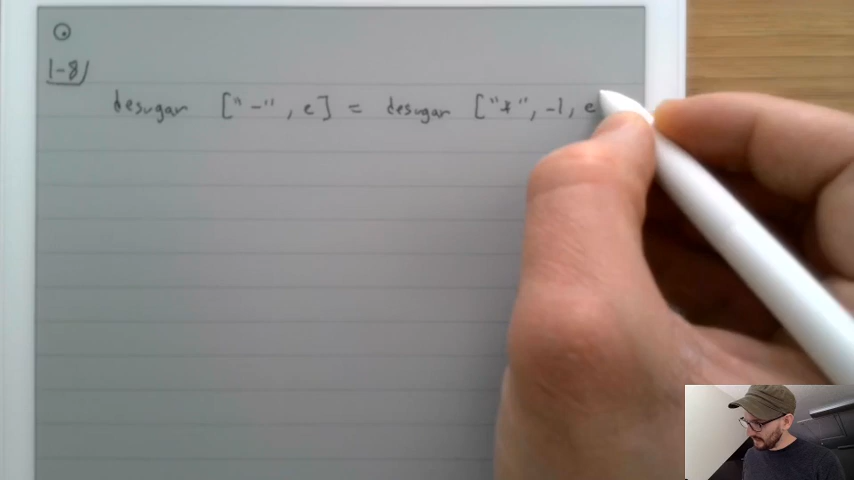 1-8/
desugar ["-", e] = desugar ["*", -1, e